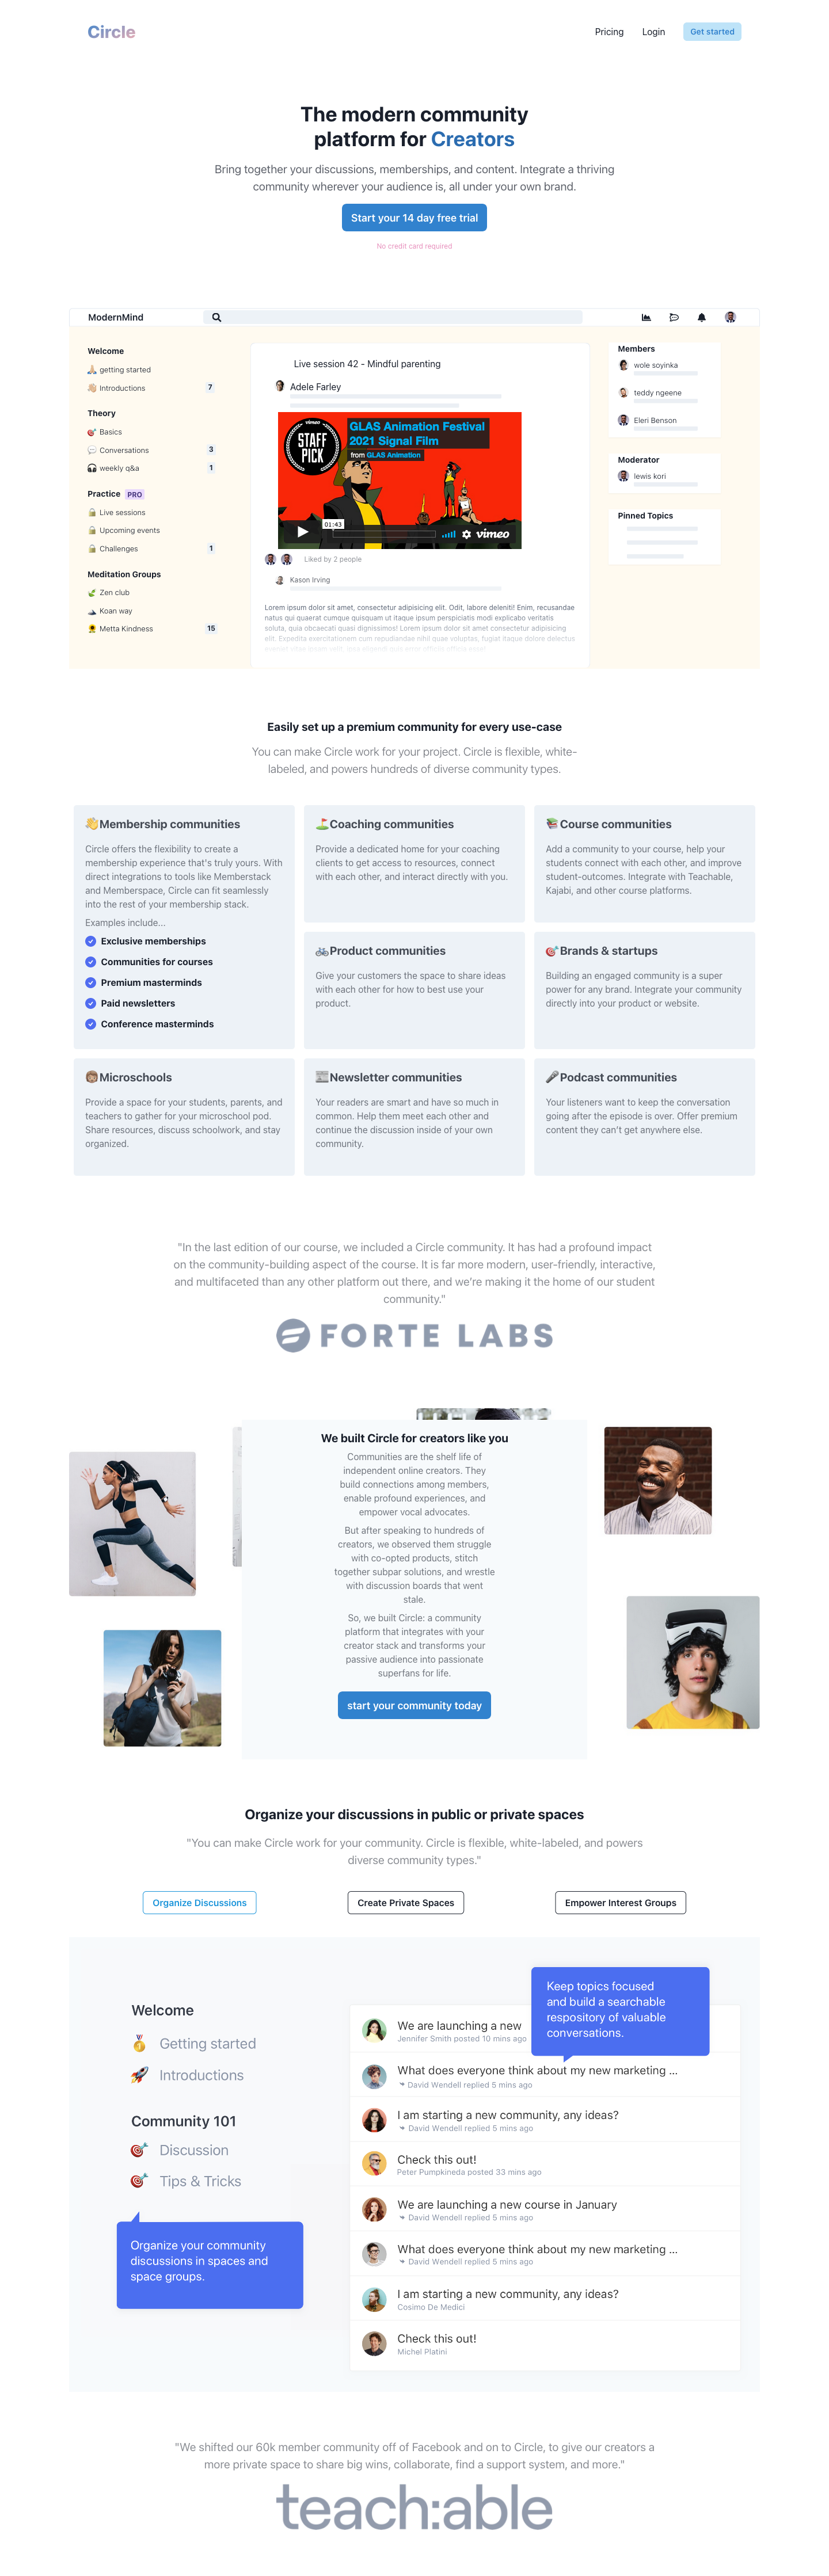 Circle
Pricing
Login
Get started
The modern community
platform for Creators
Bring together your discussions, memberships, and content. Integrate a thriving
community wherever your audience is, all under your own brand.
Start your 14 day free trial
No credit card required
ModernMind
Welcome
getting started
Introductions 7
Theory
Basics
Conversations 3
weekly q&a 1
Practice PRO
Live sessions
Upcoming events
Challenges 1
Meditation Groups
Zen club
Koan way
Metta Kindness 15
Live session 42 - Mindful parenting
Adele Farley
STAFF
PICK
GLAS Animation Festival
2021 Signal Film
from GLAS Animation
01:43
vimeo
Liked by 2 people
Kason Irving
Lorem ipsum dolor sit amet, consectetur adipisicing elit. Odit, labore deleniti! Enim, recusandae
natus qui quaerat cumque quisquam ut itaque ipsum perspiciatis modi explicabo veritatis
soluta, quia obcaecati quasi dignissimos! Lorem ipsum dolor sit amet consectetur adipisicing
elit. Expedita exercitationem cum repudiandae nihil quae voluptas, fugiat itaque dolore delectus
Members
wole soyinka
teddy ngeene
Eleri Benson
Moderator
lewis kori
Pinned Topics
Easily set up a premium community for every use-case
You can make Circle work for your project. Circle is flexible, white-
labeled, and powers hundreds of diverse community types.
Membership communities
Circle offers the flexibility to create a
membership experience that's truly yours. With
direct integrations to tools like Memberstack
and Memberspace, Circle can fit seamlessly
into the rest of your membership stack.
Examples include...
Exclusive memberships
Communities for courses
Premium masterminds
Paid newsletters
Conference masterminds
Coaching communities
Provide a dedicated home for your coaching
clients to get access to resources, connect
with each other, and interact directly with you.
Course communities
Add a community to your course, help your
students connect with each other, and improve
student-outcomes. Integrate with Teachable,
Kajabi, and other course platforms.
Product communities
Give your customers the space to share ideas
with each other for how to best use your
product.
Brands & startups
Building an engaged community is a super
power for any brand. Integrate your community
directly into your product or website.
Microschools
Provide a space for your students, parents, and
teachers to gather for your microschool pod.
Share resources, discuss schoolwork, and stay
organized.
Newsletter communities
Your readers are smart and have so much in
common. Help them meet each other and
continue the discussion inside of your own
community.
Podcast communities
Your listeners want to keep the conversation
going after the episode is over. Offer premium
content they can't get anywhere else.
"In the last edition of our course, we included a Circle community. It has had a profound impact
on the community-building aspect of the course. It is far more modern, user-friendly, interactive,
and multifaceted than any other platform out there, and we're making it the home of our student
community."
FORTE LABS
We built Circle for creators like you
Communities are the shelf life of
independent online creators. They
build connections among members,
enable profound experiences, and
empower vocal advocates.
But after speaking to hundreds of
creators, we observed them struggle
with co-opted products, stitch
together subpar solutions, and wrestle
with discussion boards that went
stale.
So, we built Circle: a community
platform that integrates with your
creator stack and transforms your
passive audience into passionate
superfans for life.
start your community today
Organize your discussions in public or private spaces
"You can make Circle work for your community. Circle is flexible, white-labeled, and powers
diverse community types."
Organize Discussions
Create Private Spaces
Empower Interest Groups
Welcome
Getting started
Introductions
Community 101
Discussion
Tips & Tricks
Organize your community
discussions in spaces and
space groups.
Keep topics focused
and build a searchable
respository of valuable
conversations.
We are launching a new
Jennifer Smith posted 10 mins ago
What does everyone think about my new marketing ...
David Wendell replied 5 mins ago
I am starting a new community, any ideas?
David Wendell replied 5 mins ago
Check this out!
Peter Pumpkineda posted 33 mins ago
We are launching a new course in January
David Wendell replied 5 mins ago
What does everyone think about my new marketing ...
David Wendell replied 5 mins ago
I am starting a new community, any ideas?
Cosimo De Medici
Check this out!
Michel Platini
"We shifted our 60k member community off of Facebook and on to Circle, to give our creators a
more private space to share big wins, collaborate, find a support system, and more."
teach:able